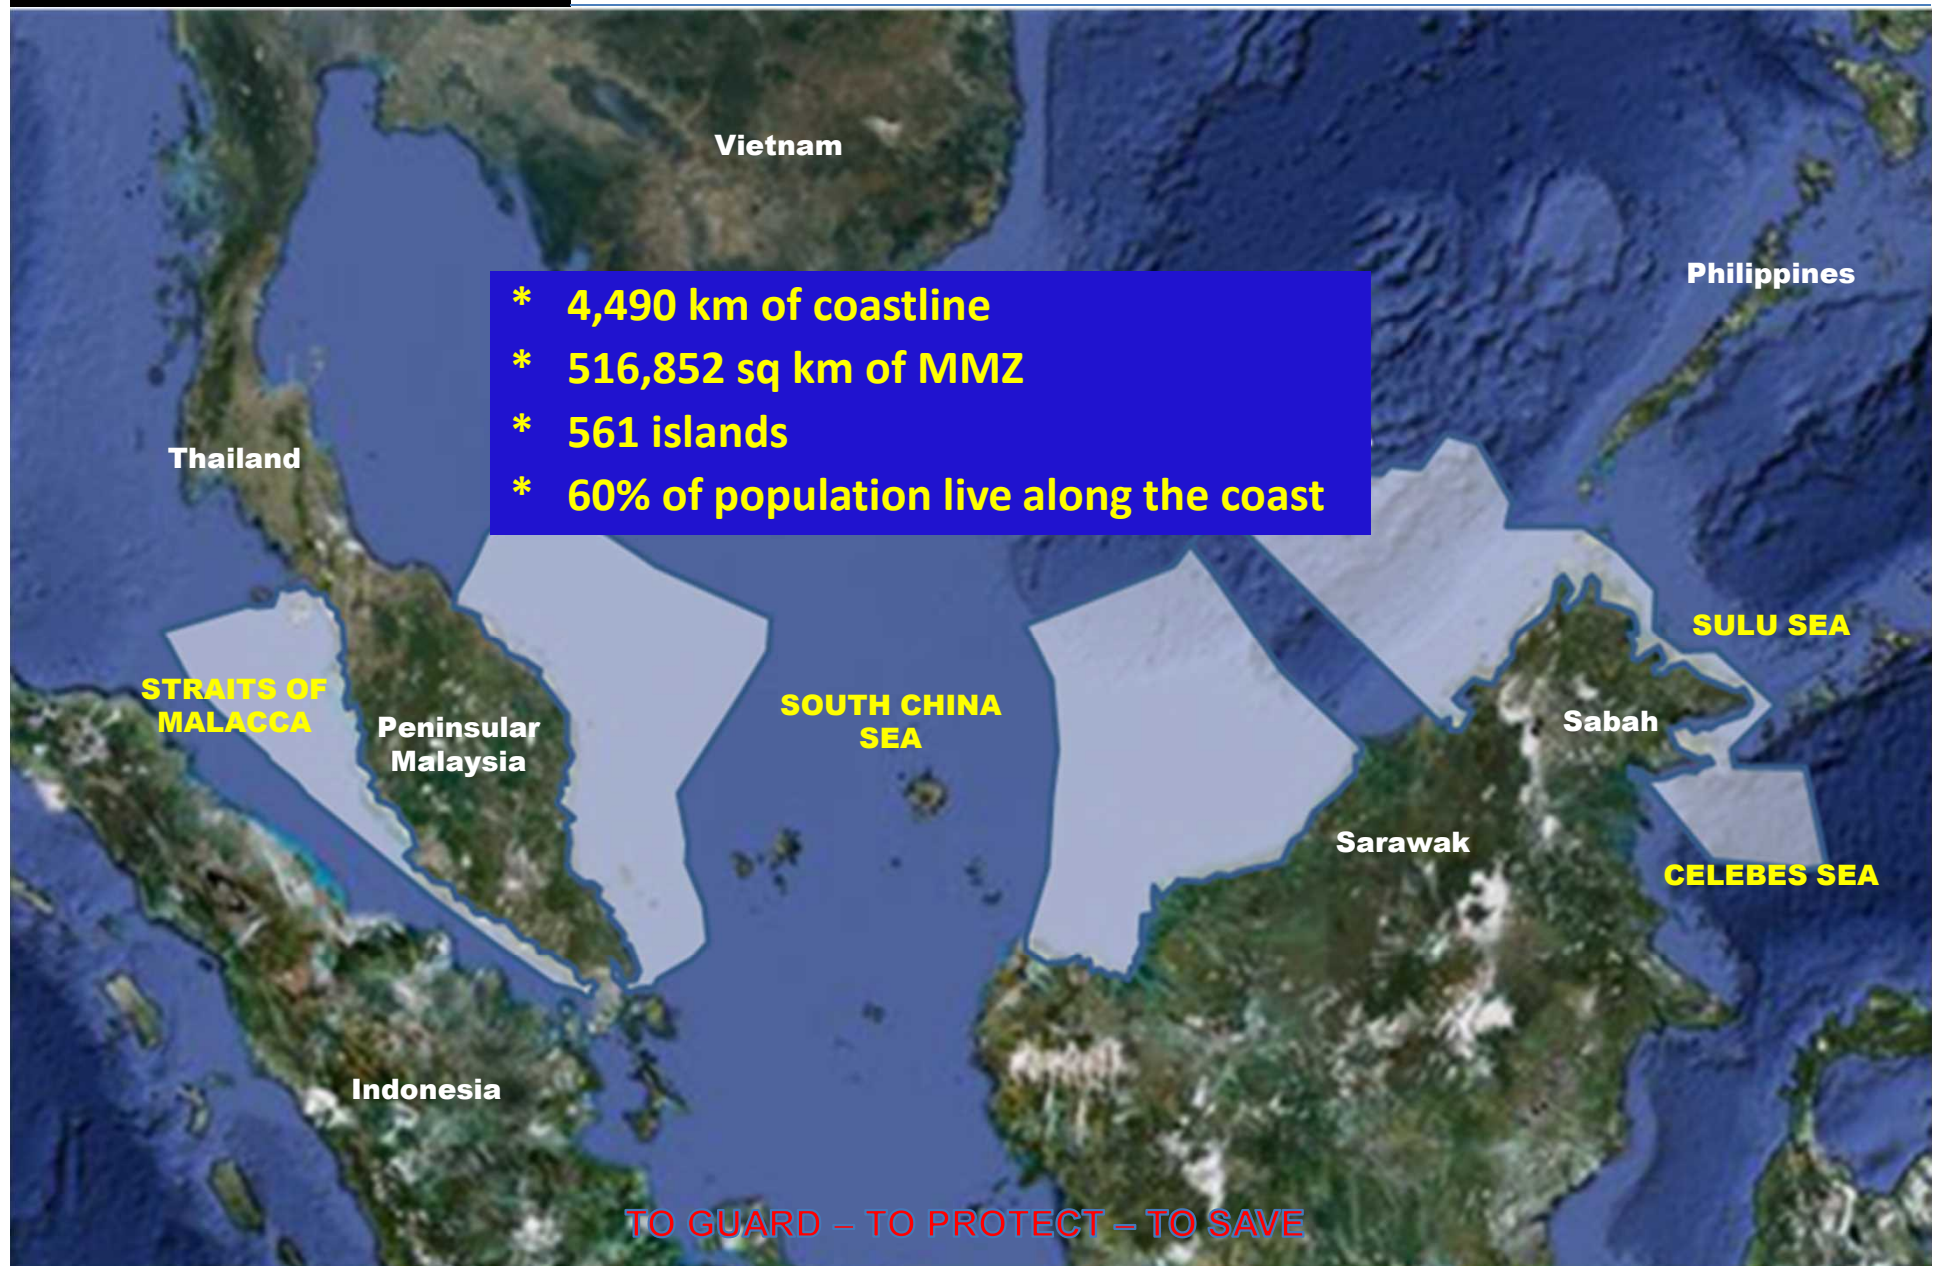 Vietnam
Philippines
* 4,490 km of coastline
* 516,852 sq km of MMZ
* 561 islands
* 60% of population live along the coast
Thailand
SULU SEA
STRAITS OF
MALACCA
Peninsular
Malaysia
SOUTH CHINA
SEA
Sabah
Sarawak
CELEBES SEA
Indonesia
TO GUARD – TO PROTECT – TO SAVE